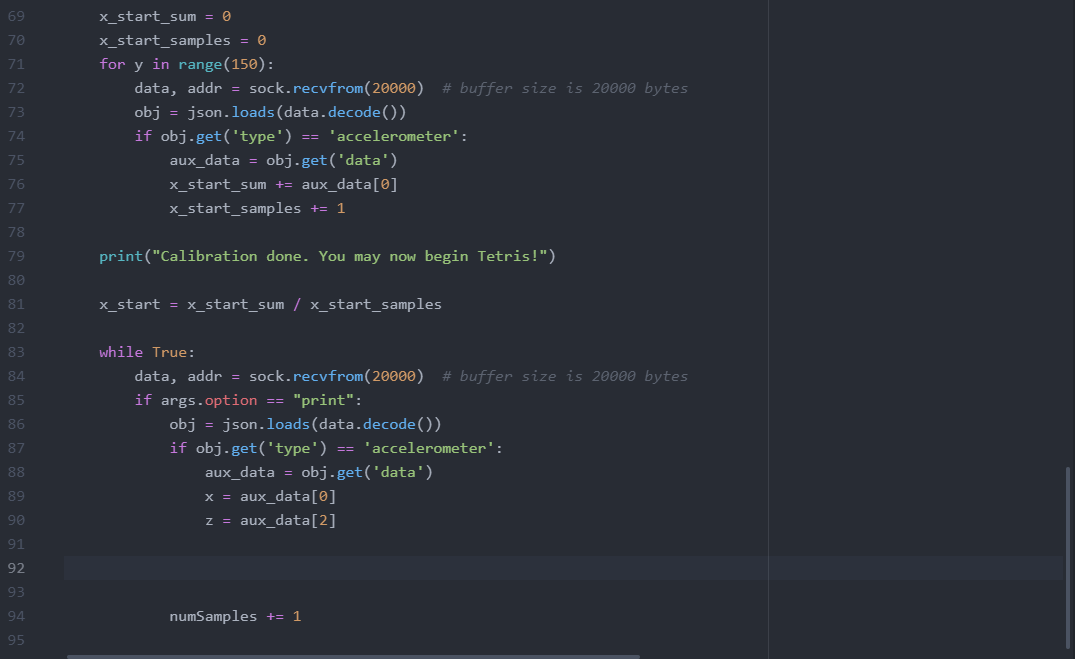 69 x_start_sum = 0
70 x_start_samples = 0
71 for y in range(150):
72 data, addr = sock.recvfrom(20000) # buffer size is 20000 bytes
73 obj = json.loads(data.decode())
74 if obj.get('type') == 'accelerometer':
75 aux_data = obj.get('data')
76 x_start_sum += aux_data[0]
77 x_start_samples += 1
78
79 print("Calibration done. You may now begin Tetris!")
80
81 x_start = x_start_sum / x_start_samples
82
83 while True:
84 data, addr = sock.recvfrom(20000) # buffer size is 20000 bytes
85 if args.option == "print":
86 obj = json.loads(data.decode())
87 if obj.get('type') == 'accelerometer':
88 aux_data = obj.get('data')
89 x = aux_data[0]
90 z = aux_data[2]
91
92
93
94 numSamples += 1
95